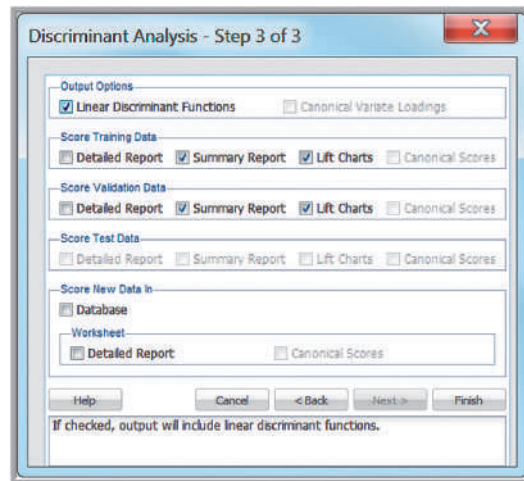 Discriminant Analysis - Step 3 of 3
Output Options
Linear Discriminant Functions Canonical Variate Loadings
Score Training Data
Detailed Report Summary Report Lift Charts Canonical Scores
Score Validation Data
Detailed Report Summary Report Lift Charts Canonical Scores
Score Test Data
Detailed Report Summary Report Lift Charts Canonical Scores
Score New Data In
Database
Worksheet
Detailed Report Canonical Scores
Help Cancel < Back Next > Finish
If checked, output will include linear discriminant functions.